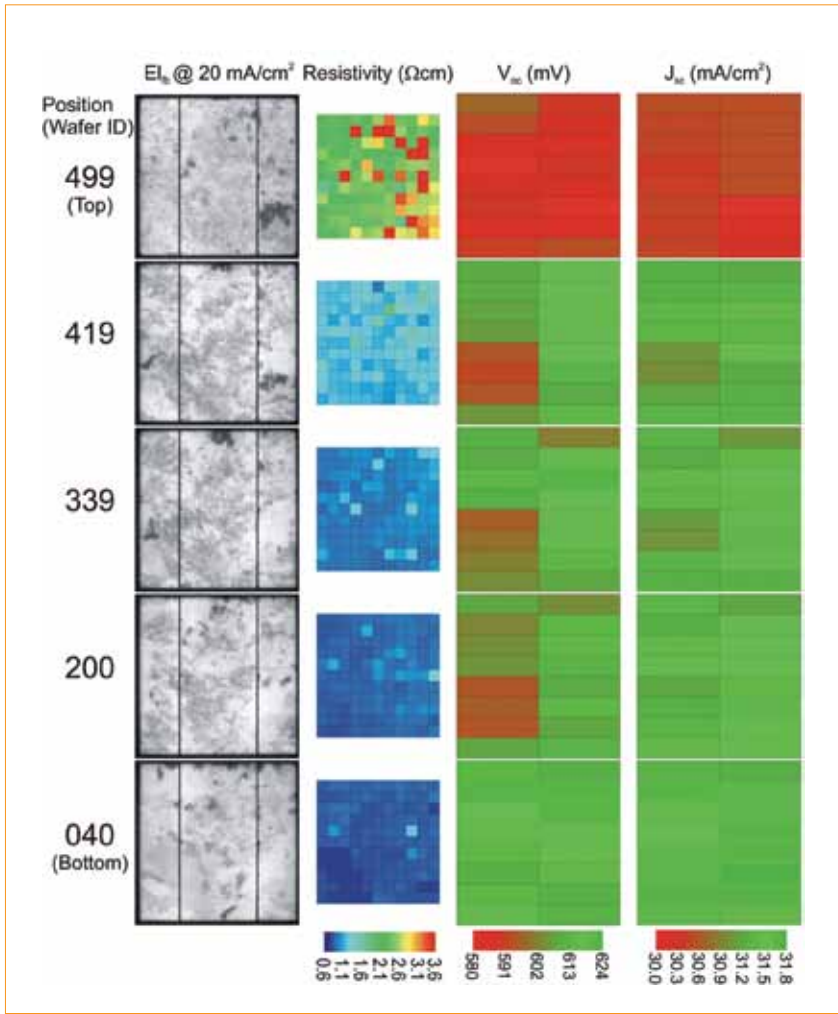 El_fb @ 20 mA/cm² Resistivity (Ωcm) V_oc (mV) J_sc (mA/cm²)
Position
(Wafer ID)
499
(Top)
419
339
200
040
(Bottom)
0.6 1.1 1.6 2.1 2.6 3.1 3.6
580 591 602 613 624
30.0 30.3 30.6 30.9 31.2 31.5 31.8